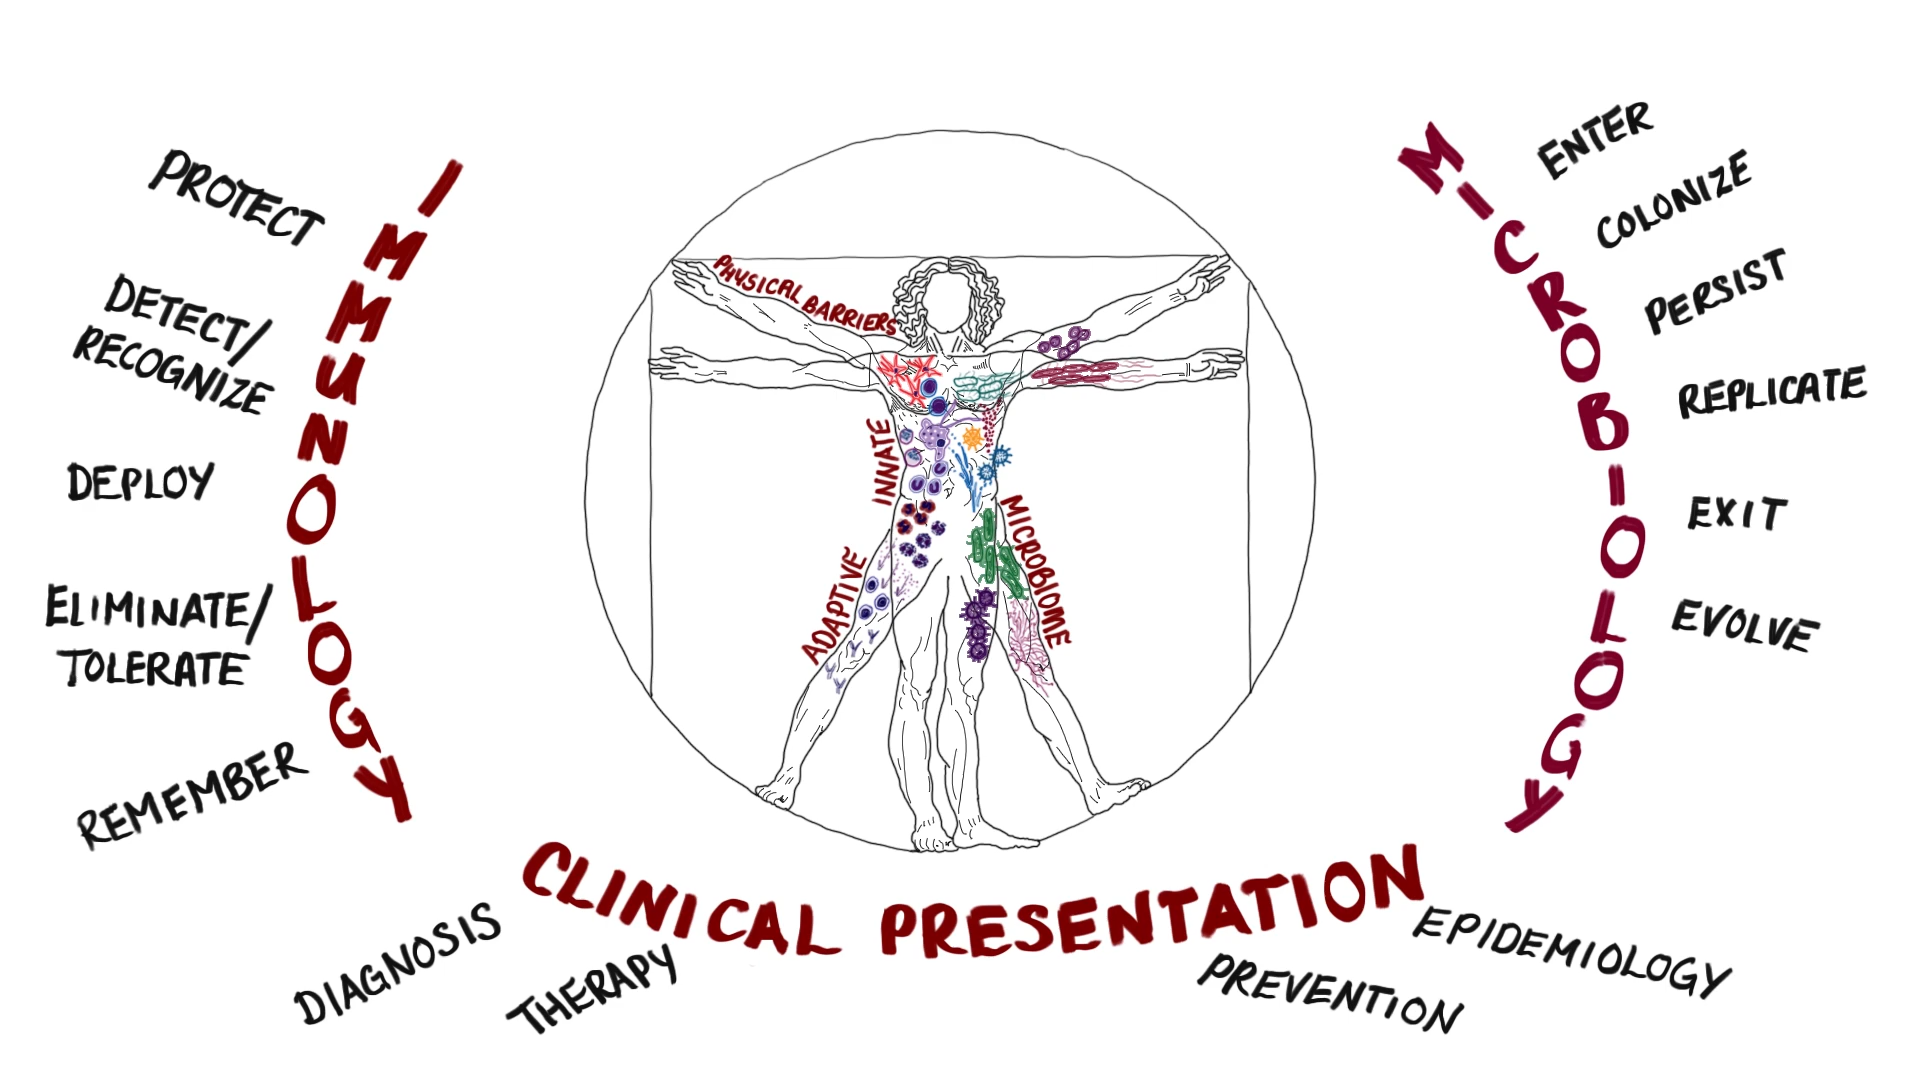 IMMUNOLOGY
PROTECT
DETECT/
RECOGNIZE
DEPLOY
ELIMINATE/
TOLERATE
REMEMBER
PHYSICAL BARRIERS
INNATE
ADAPTIVE
MICROBIOME
MICROBIOLOGY
ENTER
COLONIZE
PERSIST
REPLICATE
EXIT
EVOLVE
CLINICAL PRESENTATION
DIAGNOSIS
THERAPY
PREVENTION
EPIDEMIOLOGY